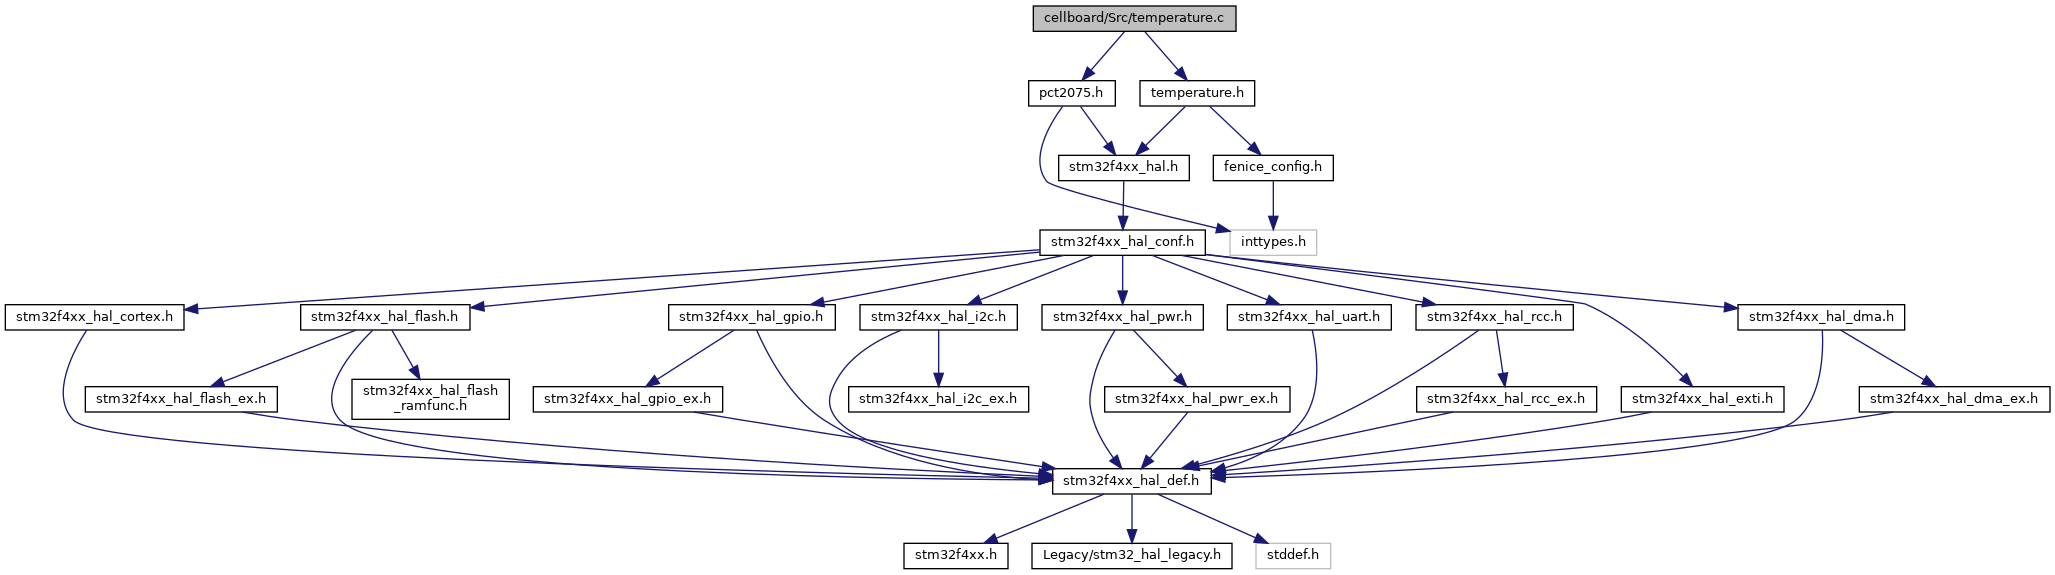 cellboard/Src/temperature.c
pct2075.h
temperature.h
stm32f4xx_hal.h
fenice_config.h
stm32f4xx_hal_conf.h
inttypes.h
stm32f4xx_hal_cortex.h
stm32f4xx_hal_flash.h
stm32f4xx_hal_gpio.h
stm32f4xx_hal_i2c.h
stm32f4xx_hal_pwr.h
stm32f4xx_hal_uart.h
stm32f4xx_hal_rcc.h
stm32f4xx_hal_dma.h
stm32f4xx_hal_flash_ex.h
stm32f4xx_hal_flash
_ramfunc.h
stm32f4xx_hal_gpio_ex.h
stm32f4xx_hal_i2c_ex.h
stm32f4xx_hal_pwr_ex.h
stm32f4xx_hal_rcc_ex.h
stm32f4xx_hal_exti.h
stm32f4xx_hal_dma_ex.h
stm32f4xx_hal_def.h
stm32f4xx.h
Legacy/stm32_hal_legacy.h
stddef.h